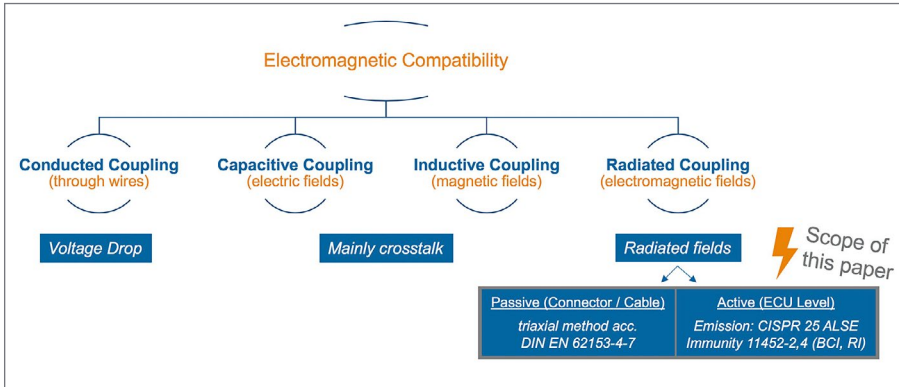 Electromagnetic Compatibility
Conducted Coupling
(through wires)
Capacitive Coupling
(electric fields)
Inductive Coupling
(magnetic fields)
Radiated Coupling
(electromagnetic fields)
Voltage Drop
Mainly crosstalk
Radiated fields
Scope of
this paper
Passive (Connector / Cable)
triaxial method acc.
DIN EN 62153-4-7
Active (ECU Level)
Emission: CISPR 25 ALSE
Immunity 11452-2,4 (BCI, RI)